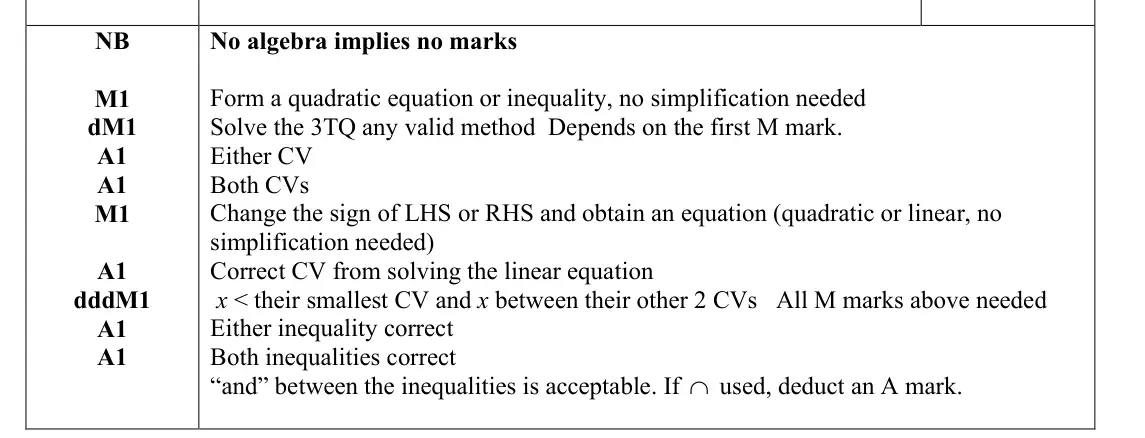 NB No algebra implies no marks
M1 Form a quadratic equation or inequality, no simplification needed
dM1 Solve the 3TQ any valid method  Depends on the first M mark.
A1 Either CV
A1 Both CVs
M1 Change the sign of LHS or RHS and obtain an equation (quadratic or linear, no
simplification needed)
A1 Correct CV from solving the linear equation
dddM1 x < their smallest CV and x between their other 2 CVs   All M marks above needed
A1 Either inequality correct
A1 Both inequalities correct
“and” between the inequalities is acceptable. If ∩ used, deduct an A mark.